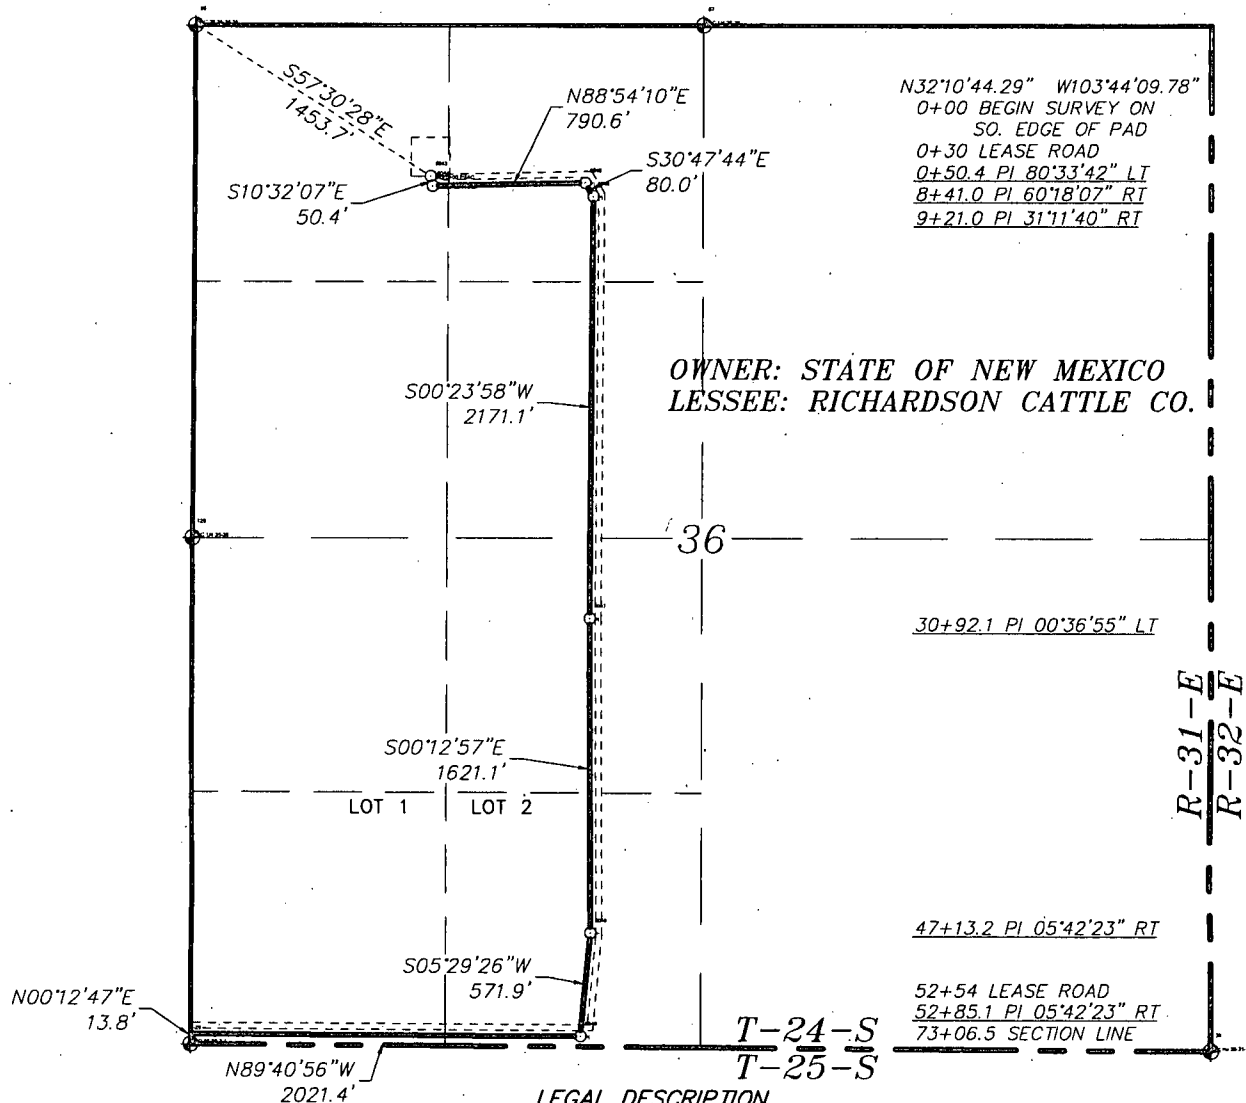 S57°30'28"E
1453.7'
N88°54'10"E
790.6'
S30°47'44"E
80.0'
S10°32'07"E
50.4'
N32°10'44.29" W103°44'09.78"
0+00 BEGIN SURVEY ON
SO. EDGE OF PAD
0+30 LEASE ROAD
0+50.4 PI 80°33'42" LT
8+41.0 PI 60°18'07" RT
9+21.0 PI 31°11'40" RT
OWNER: STATE OF NEW MEXICO
LESSEE: RICHARDSON CATTLE CO.
S00°23'58"W
2171.1'
36
30+92.1 PI 00°36'55" LT
R-31-E
R-32-E
S00°12'57"E
1621.1'
LOT 1
LOT 2
47+13.2 PI 05°42'23" RT
S05°29'26"W
571.9'
52+54 LEASE ROAD
52+85.1 PI 05°42'23" RT
73+06.5 SECTION LINE
N00°12'47"E
13.8'
T-24-S
T-25-S
N89°40'56"W
2021.4'
LEGAL DESCRIPTION